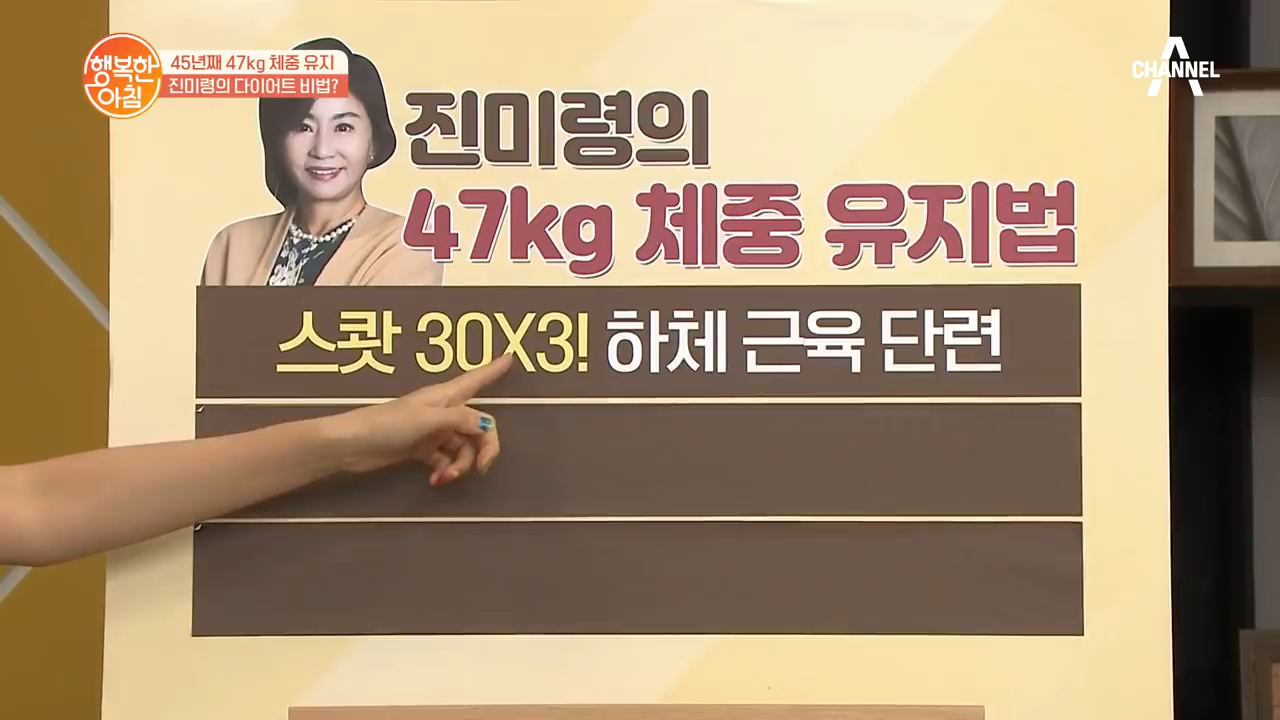 행복한
아침
45년째 47kg 체중 유지
진미령의 다이어트 비법?
CHANNEL A
진미령의
47kg 체중 유지법
스쾃 30X3! 하체 근육 단련